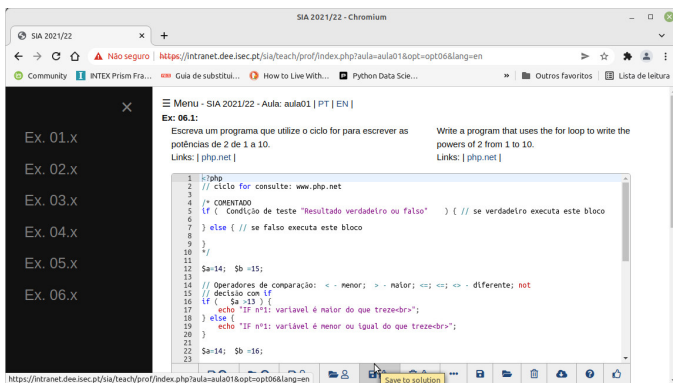 SIA 2021/22 - Chromium
SIA 2021/22
Não seguro | https://intranet.dee.isec.pt/sia/teach/prof/index.php?aula=aula01&opt=opt06&lang=en
Community INTEX Prism Fra… Guia de substitui… How to Live With… Python Data Scie… » Outros favoritos Lista de leitura
☰ Menu - SIA 2021/22 - Aula: aula01 | PT | EN |
Ex. 01.x
Ex. 02.x
Ex. 03.x
Ex. 04.x
Ex. 05.x
Ex. 06.x
Ex: 06.1:
Escreva um programa que utilize o ciclo for para escrever as
potências de 2 de 1 a 10.
Links: | php.net |
Write a program that uses the for loop to write the
powers of 2 from 1 to 10.
Links: | php.net |
1 <?php
2 // ciclo for consulte: www.php.net
3
4 /* COMENTADO
5 if ( Condição de teste "Resultado verdadeiro ou falso" ) { // se verdadeiro executa este bloco
6
7 } else { // se falso executa este bloco
8
9 }
10 */
11
12 $a=14; $b =15;
13
14 // Operadores de comparação: < - menor; > - maior; <=; <=; <> - diferente; not
15 // decisão com if
16 if ( $a >13 ) {
17 echo "IF nº1: variavel é maior do que treze<br>";
18 } else {
19 echo "IF nº1: variável é menor ou igual do que treze<br>";
20 }
21
22 $a=14; $b =16;
23
Save to solution
https://intranet.dee.isec.pt/sia/teach/prof/index.php?aula=aula01&opt=opt06&lang=en